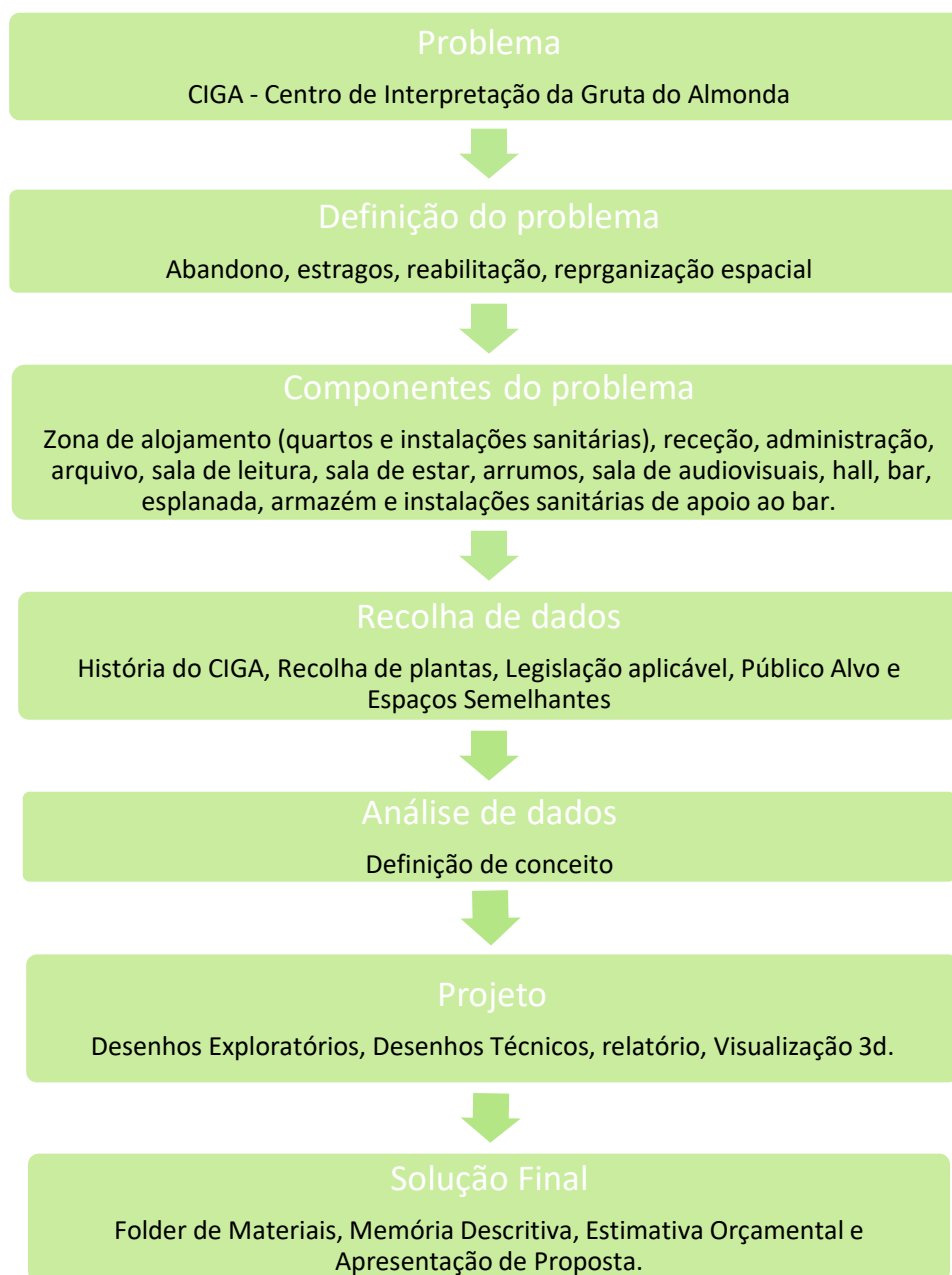 Problema
CIGA - Centro de Interpretação da Gruta do Almonda
Definição do problema
Abandono, estragos, reabilitação, reprganização espacial
Componentes do problema
Zona de alojamento (quartos e instalações sanitárias), receção, administração,
arquivo, sala de leitura, sala de estar, arrumos, sala de audiovisuais, hall, bar,
esplanada, armazém e instalações sanitárias de apoio ao bar.
Recolha de dados
História do CIGA, Recolha de plantas, Legislação aplicável, Público Alvo e
Espaços Semelhantes
Análise de dados
Definição de conceito
Projeto
Desenhos Exploratórios, Desenhos Técnicos, relatório, Visualização 3d.
Solução Final
Folder de Materiais, Memória Descritiva, Estimativa Orçamental e
Apresentação de Proposta.